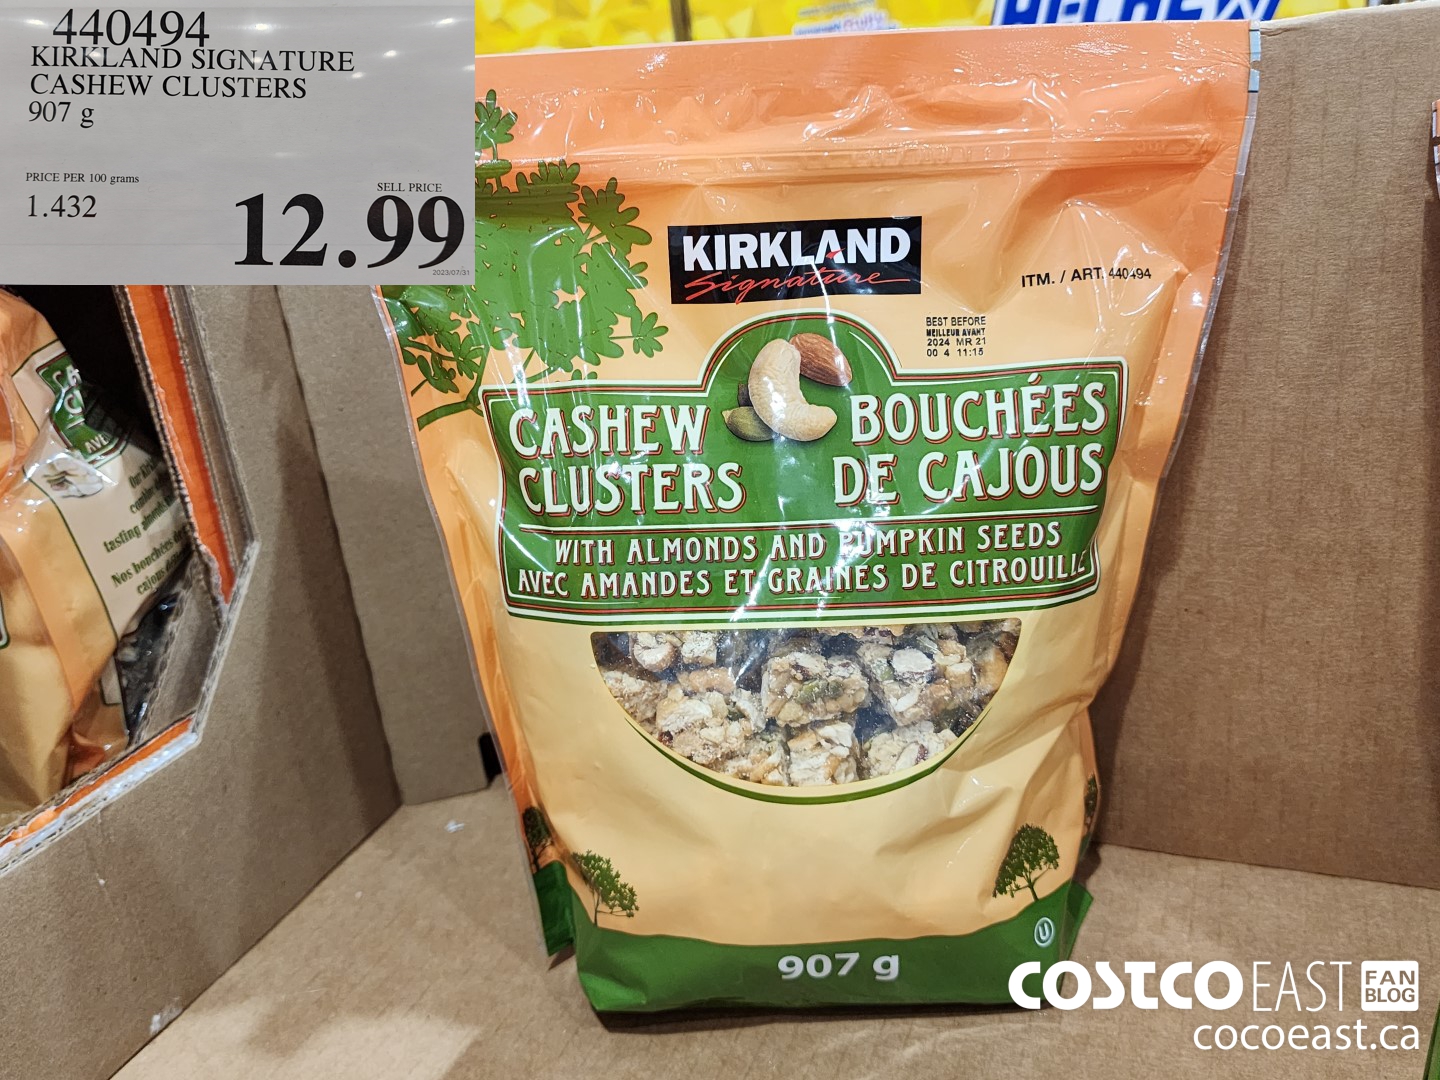 440494
KIRKLAND SIGNATURE
CASHEW CLUSTERS
907 g
PRICE PER 100 grams
1.432
SELL PRICE
12.99
2023/07/31
KIRKLAND
Signature
ITM. / ART. 440494
BEST BEFORE
MEILLEUR AVANT
2024 MR 21
00 4 11:15
CASHEW
CLUSTERS
BOUCHÉES
DE CAJOUS
WITH ALMONDS AND PUMPKIN SEEDS
AVEC AMANDES ET GRAINES DE CITROUILLE
907 g
U
tasting
Nos bouchées
COSTCO EAST FAN BLOG
cocoeast.ca